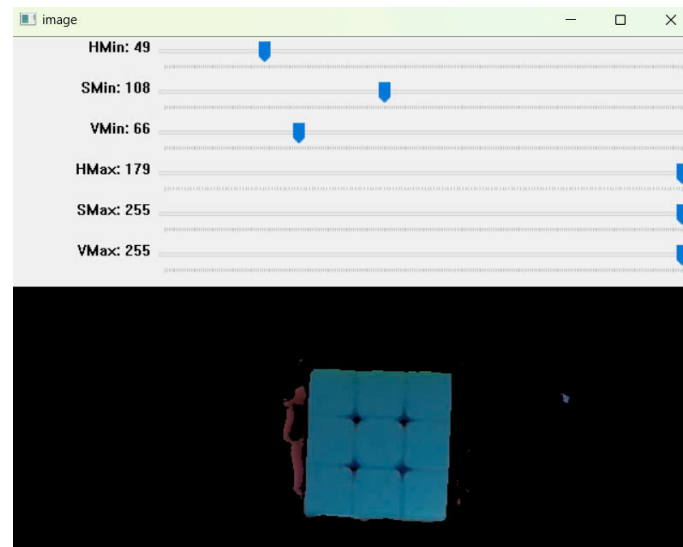 image
HMin: 49
SMin: 108
VMin: 66
HMax: 179
SMax: 255
VMax: 255